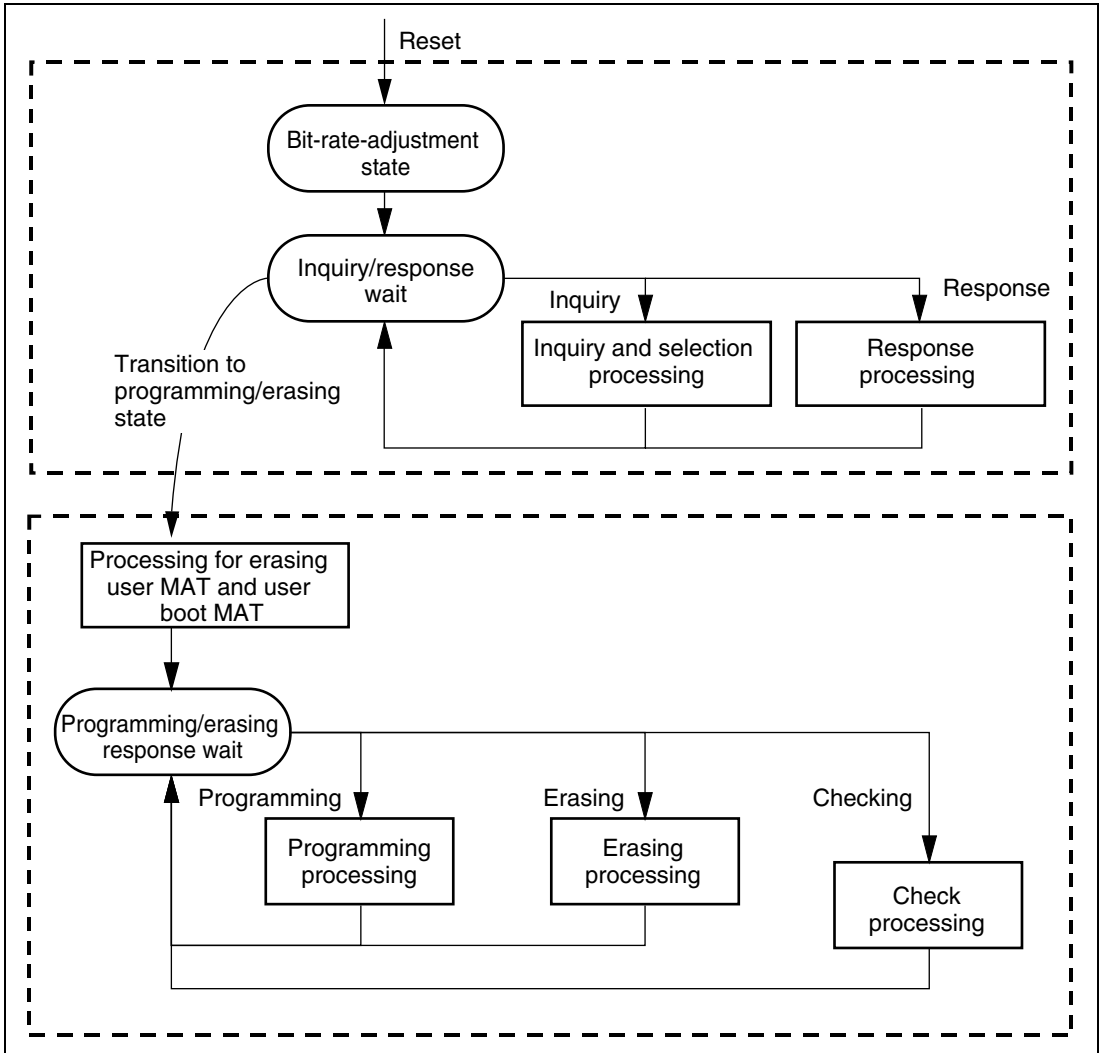 Reset
Bit-rate-adjustment
state
Inquiry/response
wait
Inquiry
Response
Inquiry and selection
processing
Response
processing
Transition to
programming/erasing
state
Processing for erasing
user MAT and user
boot MAT
Programming/erasing
response wait
Programming
Erasing
Checking
Programming
processing
Erasing
processing
Check
processing